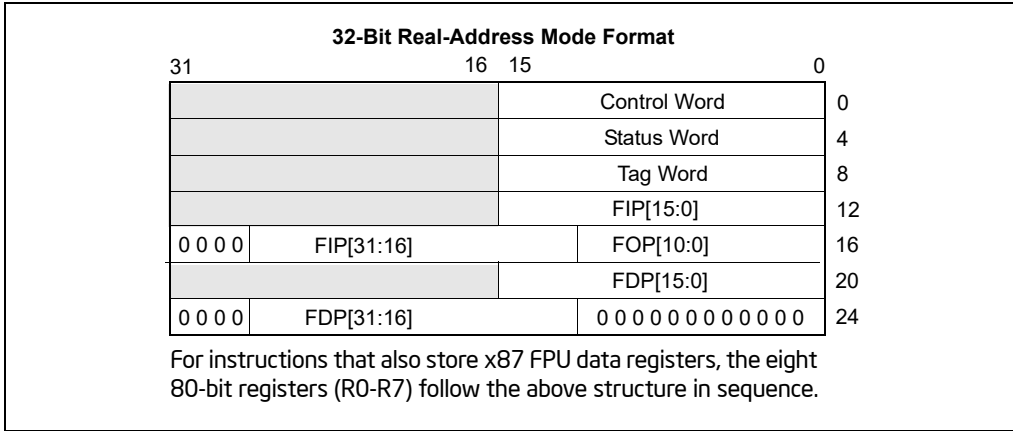 32-Bit Real-Address Mode Format
31 16 15 0
Control Word 0
Status Word 4
Tag Word 8
FIP[15:0] 12
0 0 0 0 FIP[31:16] FOP[10:0] 16
FDP[15:0] 20
0 0 0 0 FDP[31:16] 0 0 0 0 0 0 0 0 0 0 0 0 24
For instructions that also store x87 FPU data registers, the eight
80-bit registers (R0-R7) follow the above structure in sequence.